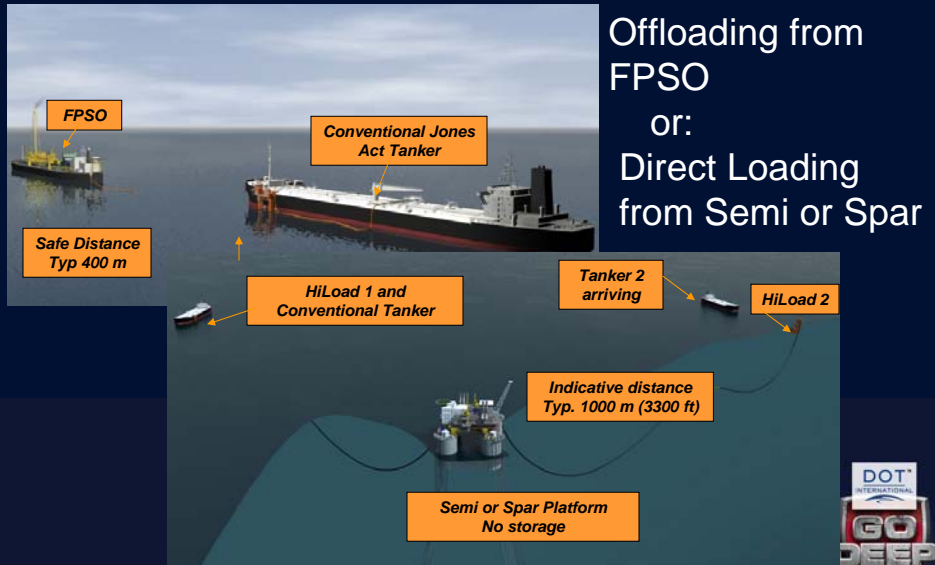 Offloading from
FPSO
or:
Direct Loading
from Semi or Spar
FPSO
Conventional Jones
Act Tanker
Safe Distance
Typ 400 m
HiLoad 1 and
Conventional Tanker
Tanker 2
arriving
HiLoad 2
Indicative distance
Typ. 1000 m (3300 ft)
Semi or Spar Platform
No storage
DOT™
INTERNATIONAL
GO
DEEP